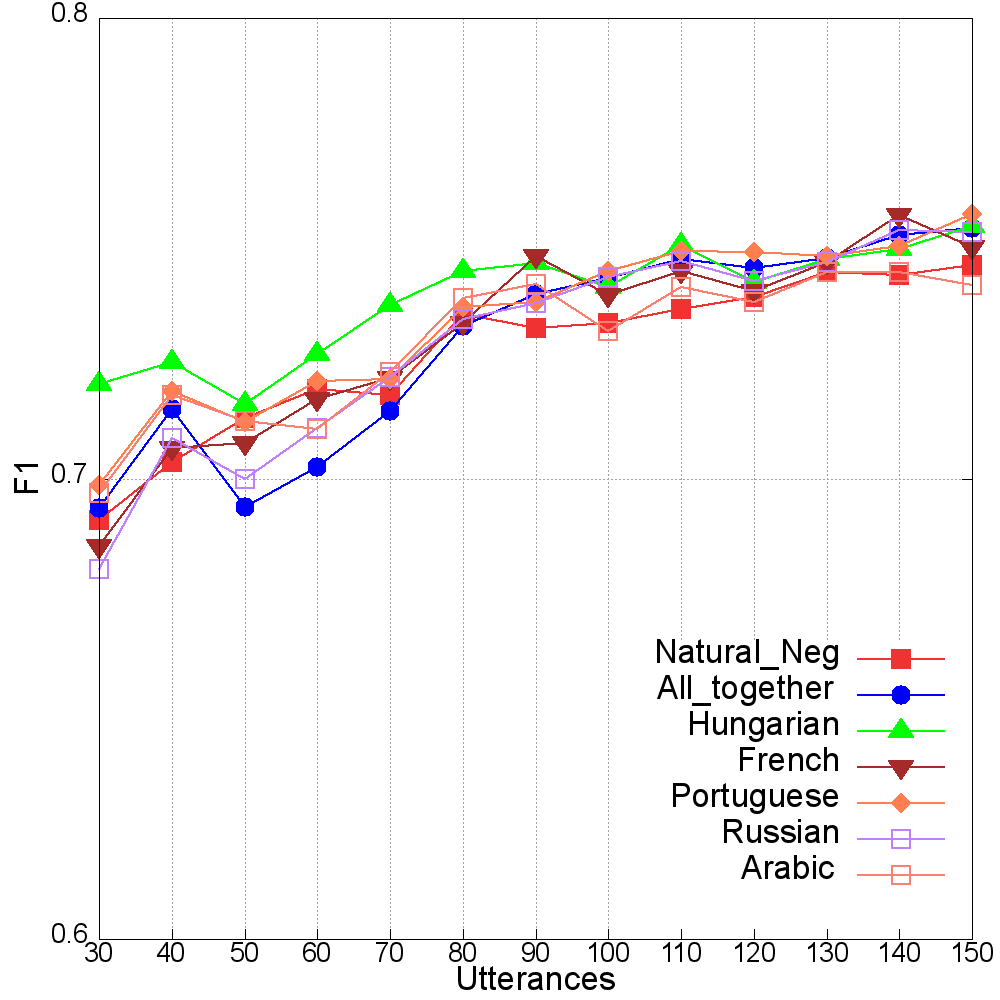 0.8
0.7
0.6
F1
Natural_Neg
All_together
Hungarian
French
Portuguese
Russian
Arabic
30 40 50 60 70 80 90 100 110 120 130 140 150
Utterances